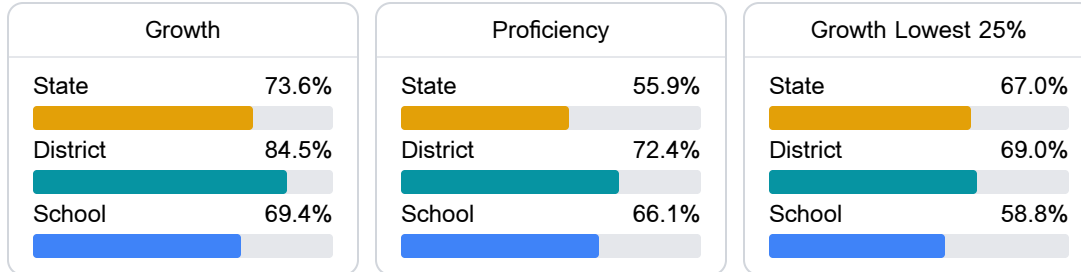 Growth
State 73.6%
District 84.5%
School 69.4%
Proficiency
State 55.9%
District 72.4%
School 66.1%
Growth Lowest 25%
State 67.0%
District 69.0%
School 58.8%